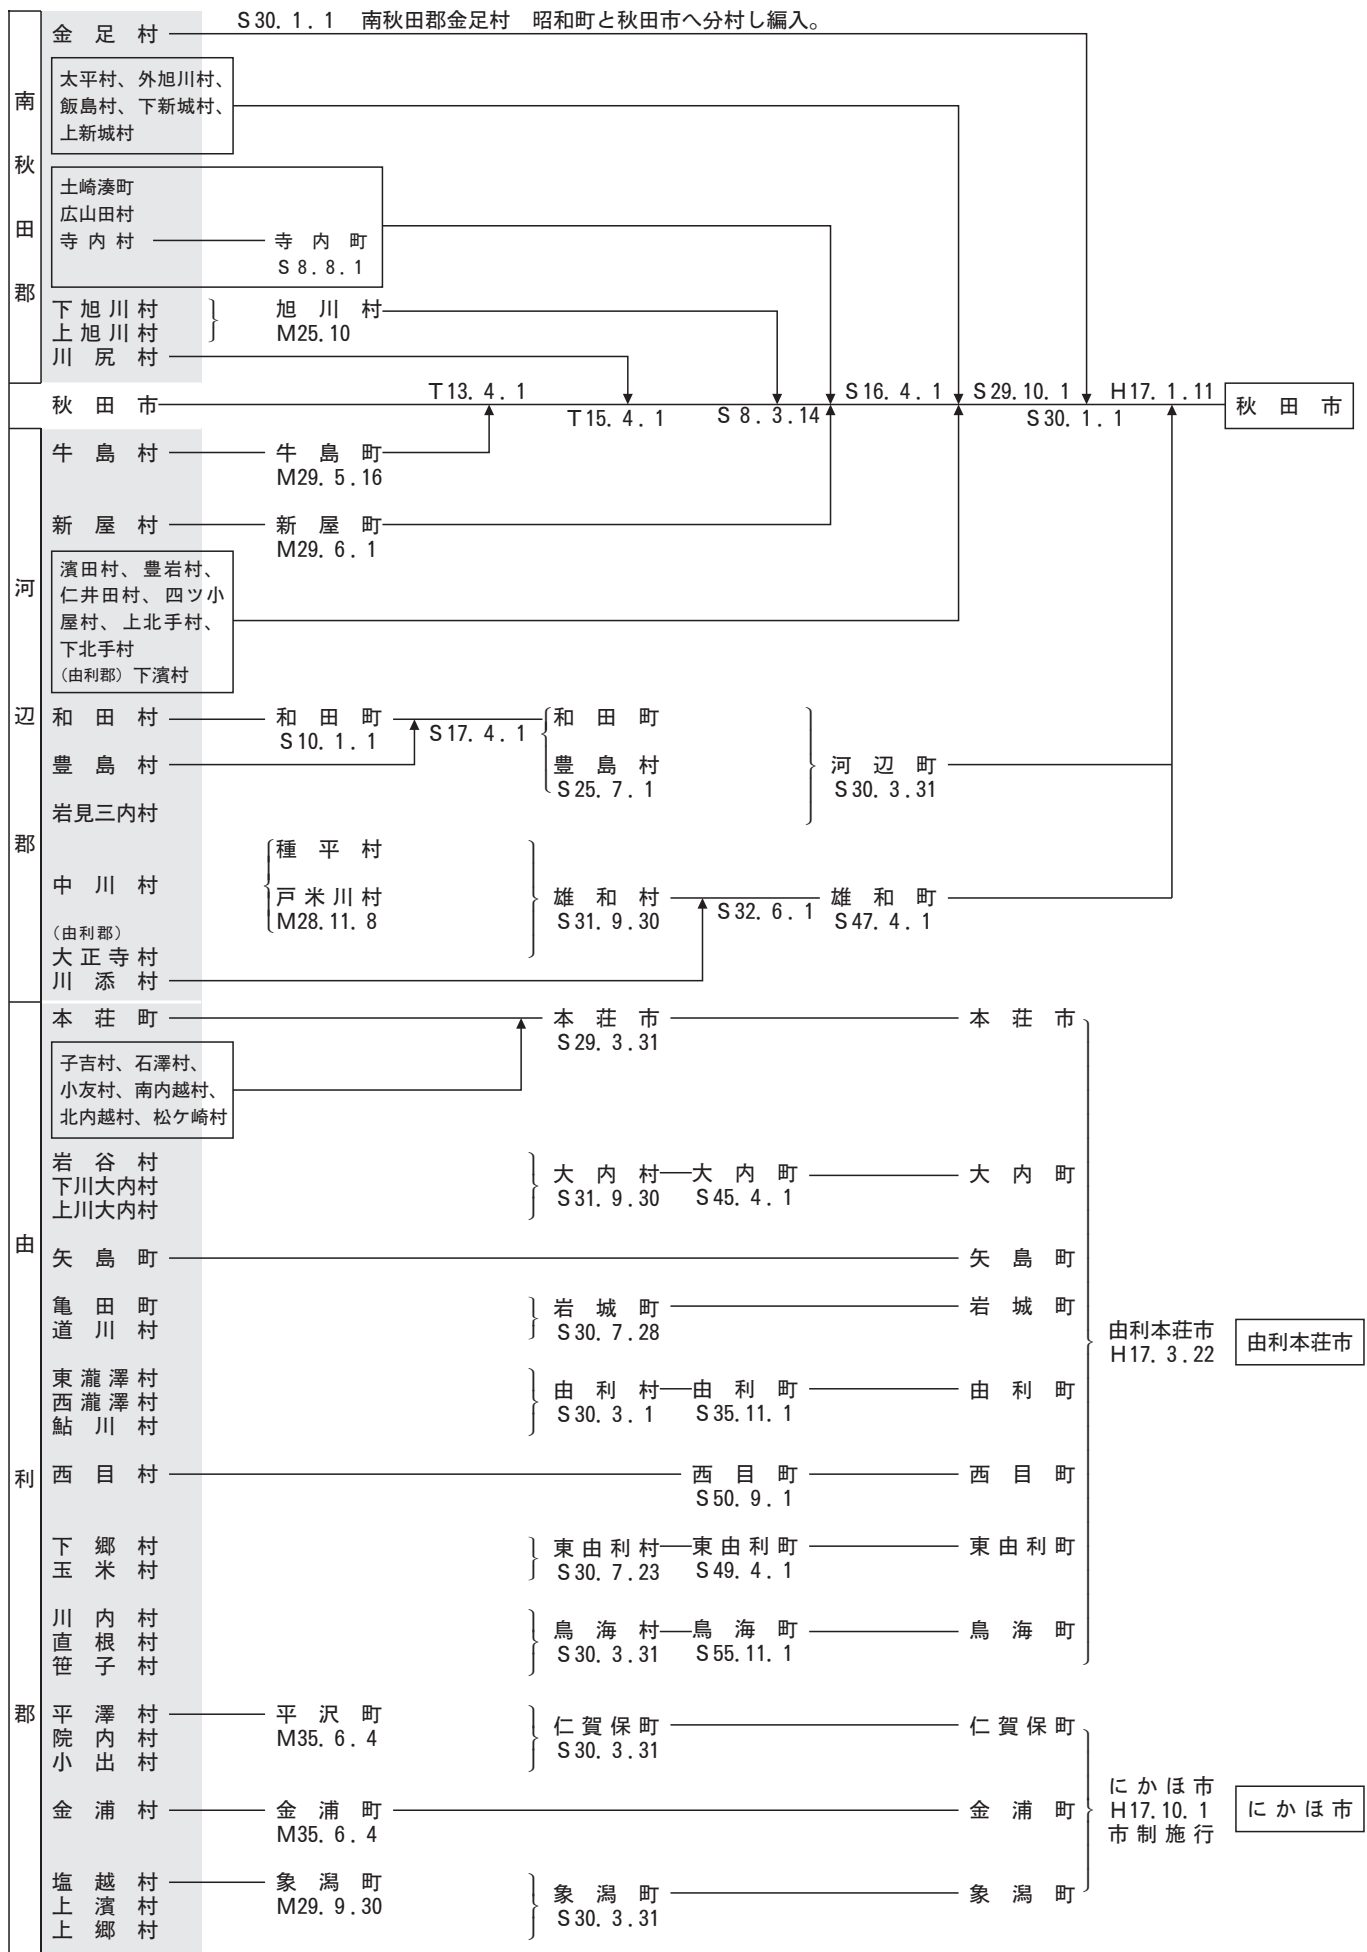 S30.1.1 南秋田郡金足村 昭和町と秋田市へ分村し編入。
南秋田郡
金足村
太平村、外旭川村、
飯島村、下新城村、
上新城村
土崎湊町
広山田村
寺内村 寺内町
S8.8.1
下旭川村 旭川村
上旭川村 M25.10
川尻村
T13.4.1 S16.4.1 S29.10.1 H17.1.11
秋田市 秋田市
T15.4.1 S8.3.14 S30.1.1
河辺郡
牛島村 牛島町
M29.5.16
新屋村 新屋町
M29.6.1
濱田村、豊岩村、
仁井田村、四ツ小
屋村、上北手村、
下北手村
(由利郡)下濱村
和田村 和田町 S17.4.1 和田町
S10.1.1
豊島村 豊島村 河辺町
S25.7.1 S30.3.31
岩見三内村
種平村
中川村
戸米川村 雄和村 S32.6.1 雄和町
M28.11.8 S31.9.30 S47.4.1
(由利郡)
大正寺村
川添村
由利郡
本荘町 本荘市 本荘市
S29.3.31
子吉村、石澤村、
小友村、南内越村、
北内越村、松ケ崎村
岩谷村
下川大内村 大内村 大内町 大内町
上川大内村 S31.9.30 S45.4.1
矢島町 矢島町
亀田町 岩城町 岩城町
道川村 S30.7.28
由利本荘市 由利本荘市
H17.3.22
東瀧澤村
西瀧澤村 由利村 由利町 由利町
鮎川村 S30.3.1 S35.11.1
西目村 西目町 西目町
S50.9.1
下郷村 東由利村 東由利町 東由利町
玉米村 S30.7.23 S49.4.1
川内村
直根村 鳥海村 鳥海町 鳥海町
笹子村 S30.3.31 S55.11.1
平澤村 平沢町
M35.6.4
院内村 仁賀保町 仁賀保町
小出村 S30.3.31
金浦村 金浦町 金浦町
M35.6.4
にかほ市 にかほ市
H17.10.1
市制施行
塩越村 象潟町
M29.9.30
上濱村 象潟町 象潟町
上郷村 S30.3.31